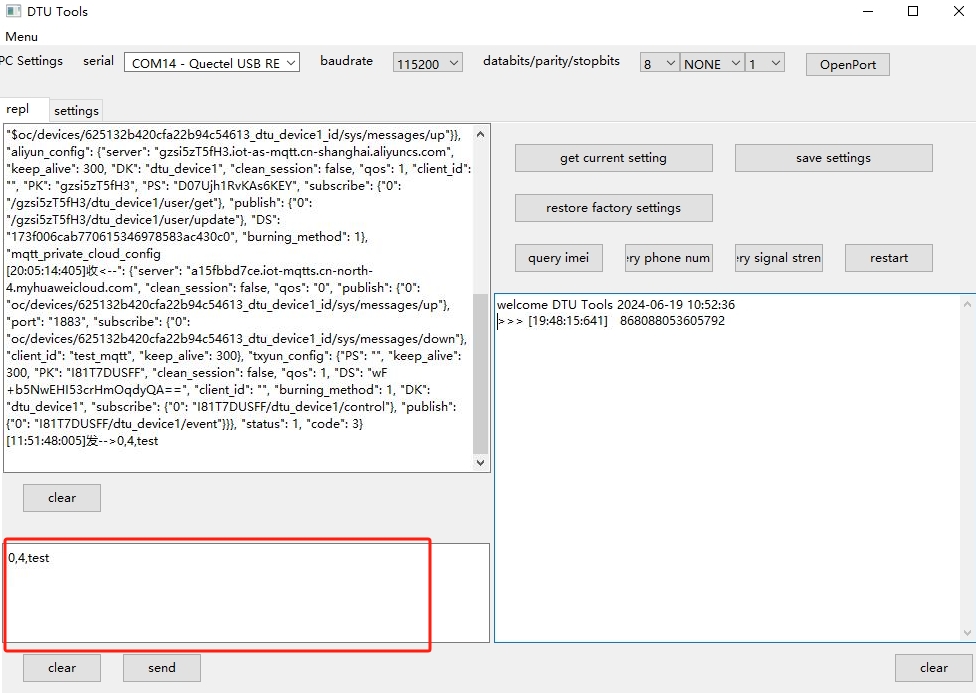 DTU Tools
Menu
PC Settings serial COM14 - Quectel USB RE baudrate 115200 databits/parity/stopbits 8 NONE 1 OpenPort
repl settings
"$oc/devices/625132b420cfa22b94c54613_dtu_device1_id/sys/messages/up"}},
"aliyun_config": {"server": "gzsi5zT5fH3.iot-as-mqtt.cn-shanghai.aliyuncs.com",
"keep_alive": 300, "DK": "dtu_device1", "clean_session": false, "qos": 1, "client_id":
"", "PK": "gzsi5zT5fH3", "PS": "D07Ujh1RvKAs6KEY", "subscribe": {"0":
"/gzsi5zT5fH3/dtu_device1/user/get"}, "publish": {"0":
"/gzsi5zT5fH3/dtu_device1/user/update"}, "DS":
"173f006cab770615346978583ac430c0", "burning_method": 1},
"mqtt_private_cloud_config
[20:05:14:405]收<--": {"server": "a15fbbd7ce.iot-mqtts.cn-north-
4.myhuaweicloud.com", "clean_session": false, "qos": "0", "publish": {"0":
"oc/devices/625132b420cfa22b94c54613_dtu_device1_id/sys/messages/up"},
"port": "1883", "subscribe": {"0":
"oc/devices/625132b420cfa22b94c54613_dtu_device1_id/sys/messages/down"},
"client_id": "test_mqtt", "keep_alive": 300}, "txyun_config": {"PS": "", "keep_alive":
300, "PK": "I81T7DUSFF", "clean_session": false, "qos": 1, "DS": "wF
+b5NwEHI53crHmOqdyQA==", "client_id": "", "burning_method": 1, "DK":
"dtu_device1", "subscribe": {"0": "I81T7DUSFF/dtu_device1/control"}, "publish":
{"0": "I81T7DUSFF/dtu_device1/event"}}}, "status": 1, "code": 3}
[11:51:48:005]发-->0,4,test
clear
0,4,test
clear send
get current setting save settings
restore factory settings
query imei ery phone num ery signal stren restart
welcome DTU Tools 2024-06-19 10:52:36
>>> [19:48:15:641] 868088053605792
clear